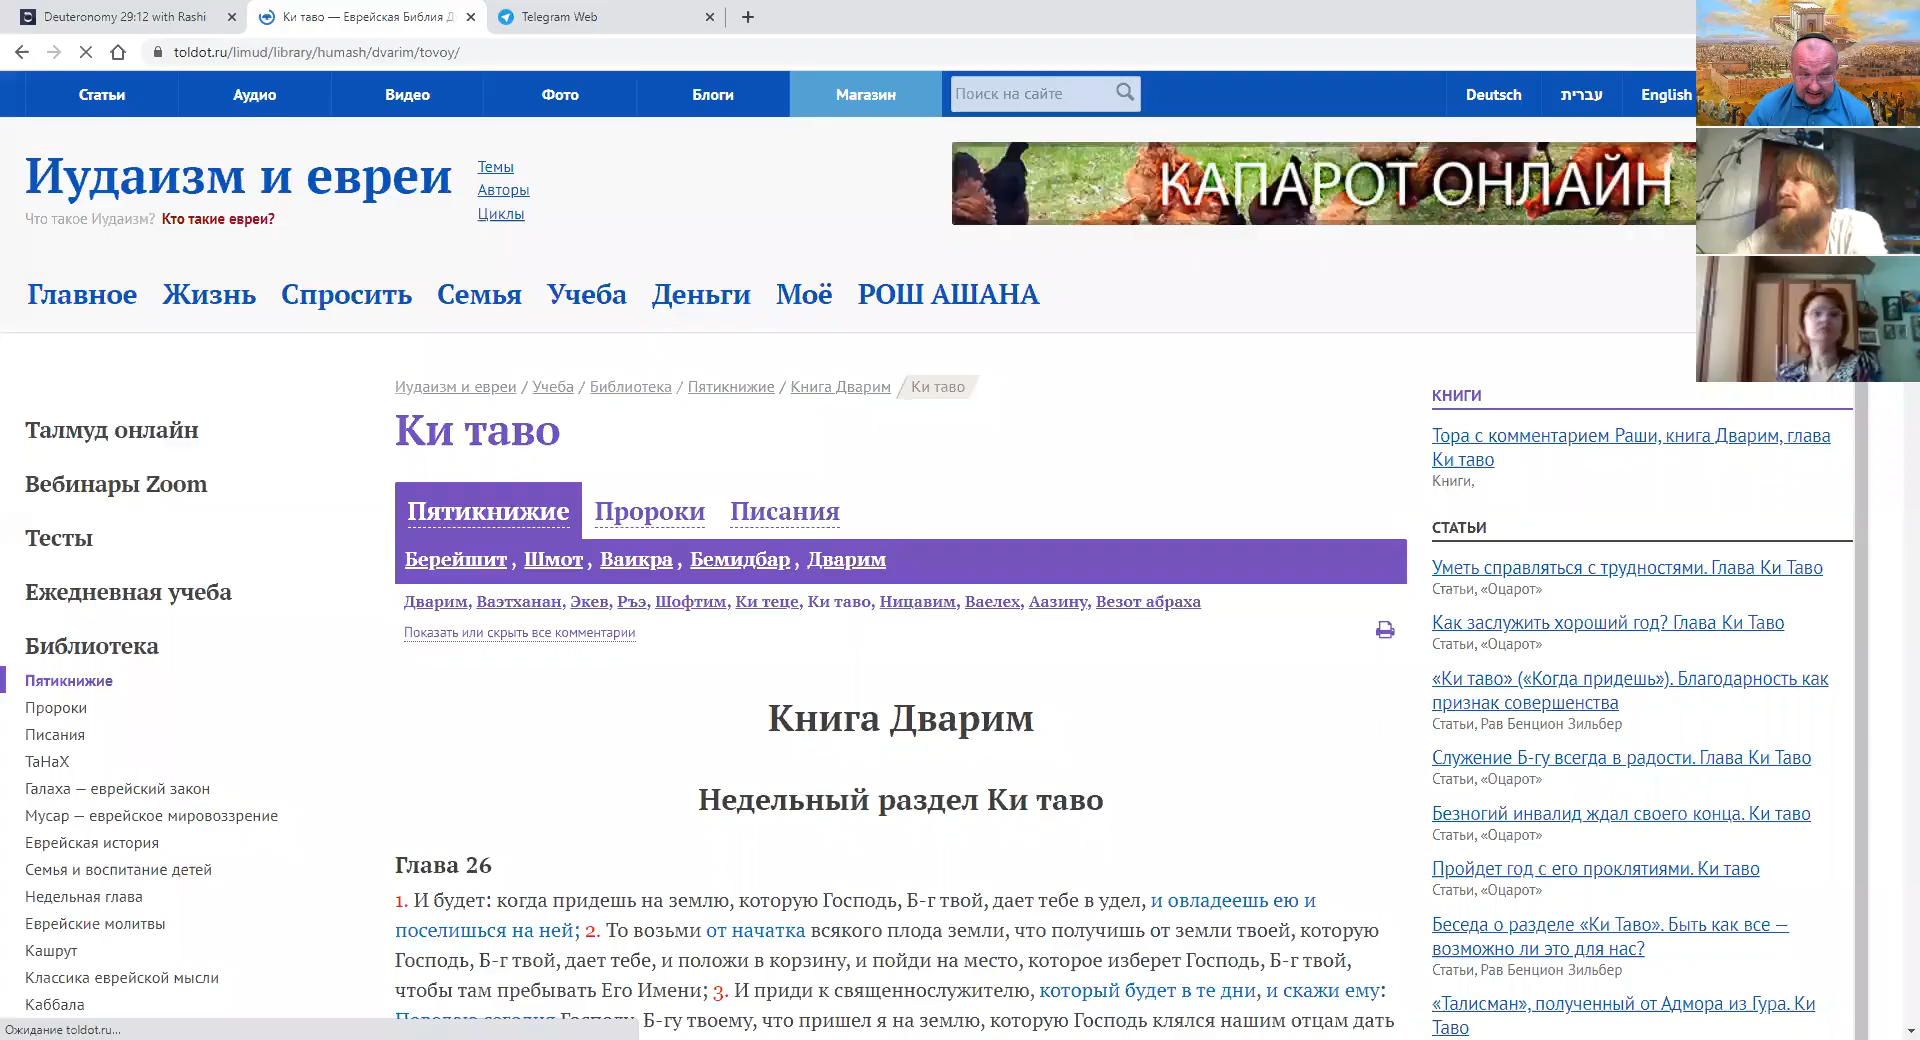 Deuteronomy 29:12 with Rashi
Ки таво — Еврейская Библия Д
Telegram Web
toldot.ru/limud/library/humash/dvarim/tovoy/
Статьи Аудио Видео Фото Блоги Магазин Поиск на сайте Deutsch עברית English
Иудаизм и евреи
Что такое Иудаизм? Кто такие евреи?
Темы
Авторы
Циклы
КАПАРОТ ОНЛАЙН
Главное Жизнь Спросить Семья Учеба Деньги Моё РОШ АШАНА
Талмуд онлайн
Вебинары Zoom
Тесты
Ежедневная учеба
Библиотека
Пятикнижие
Пророки
Писания
ТаНаХ
Галаха — еврейский закон
Мусар — еврейское мировоззрение
Еврейская история
Семья и воспитание детей
Недельная глава
Еврейские молитвы
Кашрут
Классика еврейской мысли
Каббала
Ожидание toldot.ru...
Иудаизм и евреи / Учеба / Библиотека / Пятикнижие / Книга Дварим / Ки таво
Ки таво
Пятикнижие Пророки Писания
Берейшит , Шмот , Ваикра , Бемидбар , Дварим
Дварим, Ваэтханан, Экев, Ръэ, Шофтим, Ки теце, Ки таво, Ницавим, Ваелех, Аазину, Везот абраха
Показать или скрыть все комментарии
Книга Дварим
Недельный раздел Ки таво
Глава 26
1. И будет: когда придешь на землю, которую Господь, Б-г твой, дает тебе в удел, и овладеешь ею и
поселишься на ней; 2. То возьми от начатка всякого плода земли, что получишь от земли твоей, которую
Господь, Б-г твой, дает тебе, и положи в корзину, и пойди на место, которое изберет Господь, Б-г твой,
чтобы там пребывать Его Имени; 3. И приди к священнослужителю, который будет в те дни, и скажи ему:
Господу, Б-гу твоему, что пришел я на землю, которую Господь клялся нашим отцам дать
КНИГИ
Тора с комментарием Раши, книга Дварим, глава
Ки таво
Книги,
СТАТЬИ
Уметь справляться с трудностями. Глава Ки Таво
Статьи, «Оцарот»
Как заслужить хороший год? Глава Ки Таво
Статьи, «Оцарот»
«Ки таво» («Когда придешь»). Благодарность как
признак совершенства
Статьи, Рав Бенцион Зильбер
Служение Б-гу всегда в радости. Глава Ки Таво
Статьи, «Оцарот»
Безногий инвалид ждал своего конца. Ки таво
Статьи, «Оцарот»
Пройдет год с его проклятиями. Ки таво
Статьи, «Оцарот»
Беседа о разделе «Ки Таво». Быть как все —
возможно ли это для нас?
Статьи, Рав Бенцион Зильбер
«Талисман», полученный от Адмора из Гура. Ки
Таво